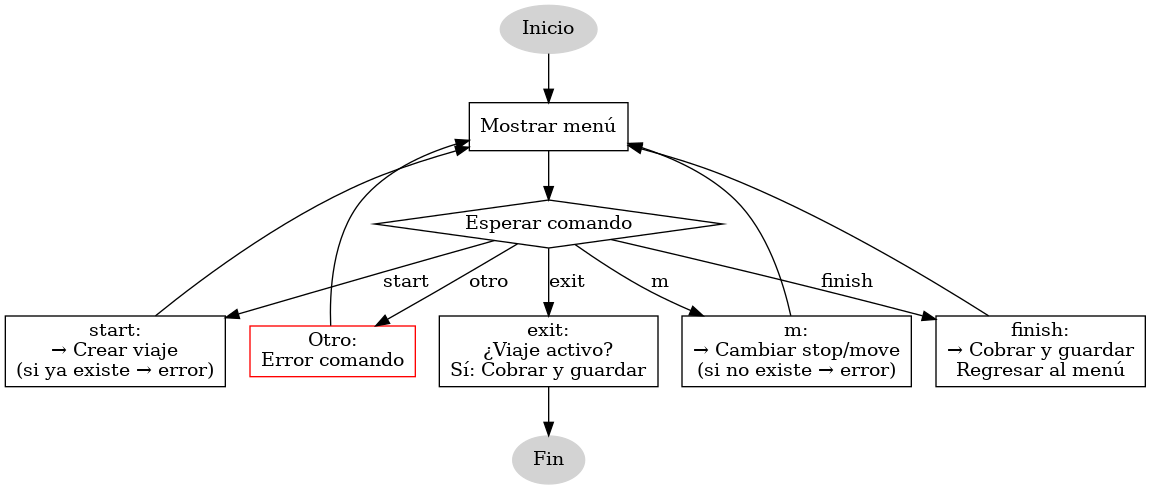 Inicio
Mostrar menú
Esperar comando
start
otro
exit
m
finish
start:
→ Crear viaje
(si ya existe → error)
Otro:
Error comando
exit:
¿Viaje activo?
Sí: Cobrar y guardar
m:
→ Cambiar stop/move
(si no existe → error)
finish:
→ Cobrar y guardar
Regresar al menú
Fin